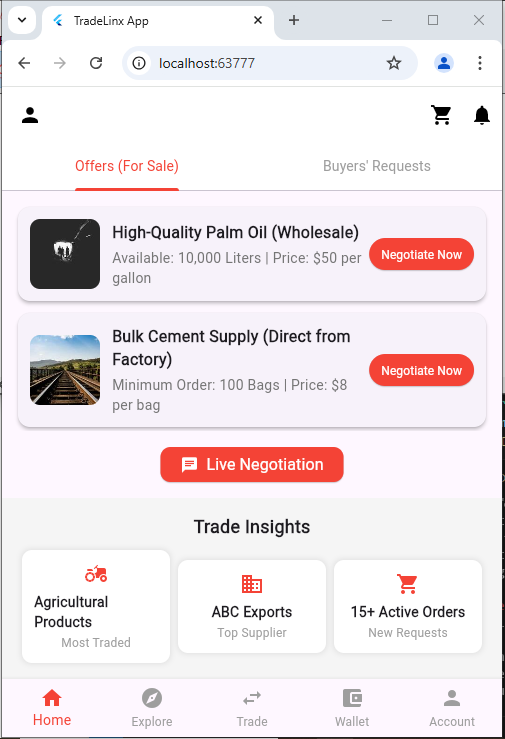 TradeLinx App
localhost:63777
Offers (For Sale)
Buyers' Requests
High-Quality Palm Oil (Wholesale)
Available: 10,000 Liters | Price: $50 per
gallon
Negotiate Now
Bulk Cement Supply (Direct from
Factory)
Minimum Order: 100 Bags | Price: $8
per bag
Negotiate Now
Live Negotiation
Trade Insights
Agricultural
Products
Most Traded
ABC Exports
Top Supplier
15+ Active Orders
New Requests
Home
Explore
Trade
Wallet
Account